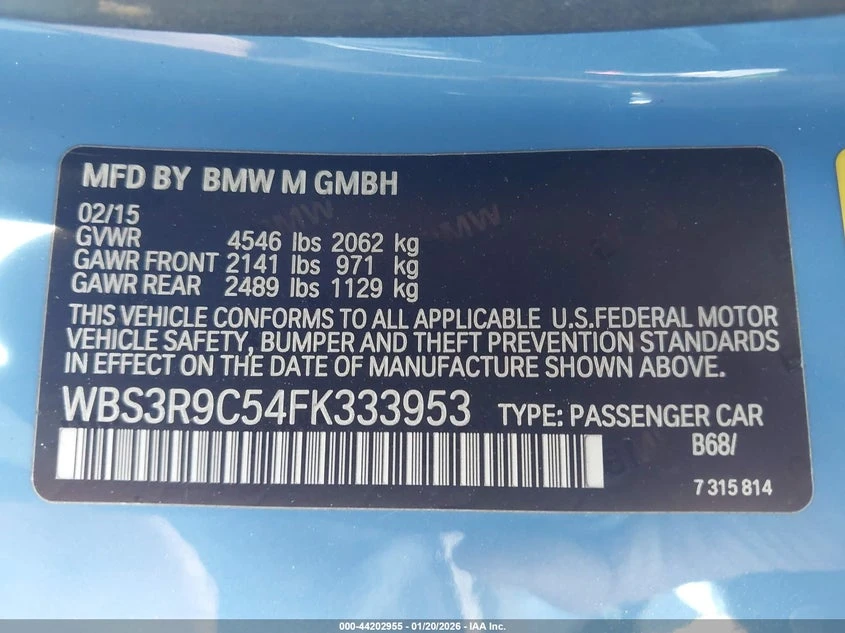 MFD BY BMW M GMBH
02/15
GVWR 4546 lbs 2062 kg
GAWR FRONT 2141 lbs 971 kg
GAWR REAR 2489 lbs 1129 kg
THIS VEHICLE CONFORMS TO ALL APPLICABLE U.S.FEDERAL MOTOR
VEHICLE SAFETY, BUMPER AND THEFT PREVENTION STANDARDS
IN EFFECT ON THE DATE OF MANUFACTURE SHOWN ABOVE.
WBS3R9C54FK333953 TYPE: PASSENGER CAR
B68/
7 315 814
000-44202955 - 01/20/2026 - IAA Inc.